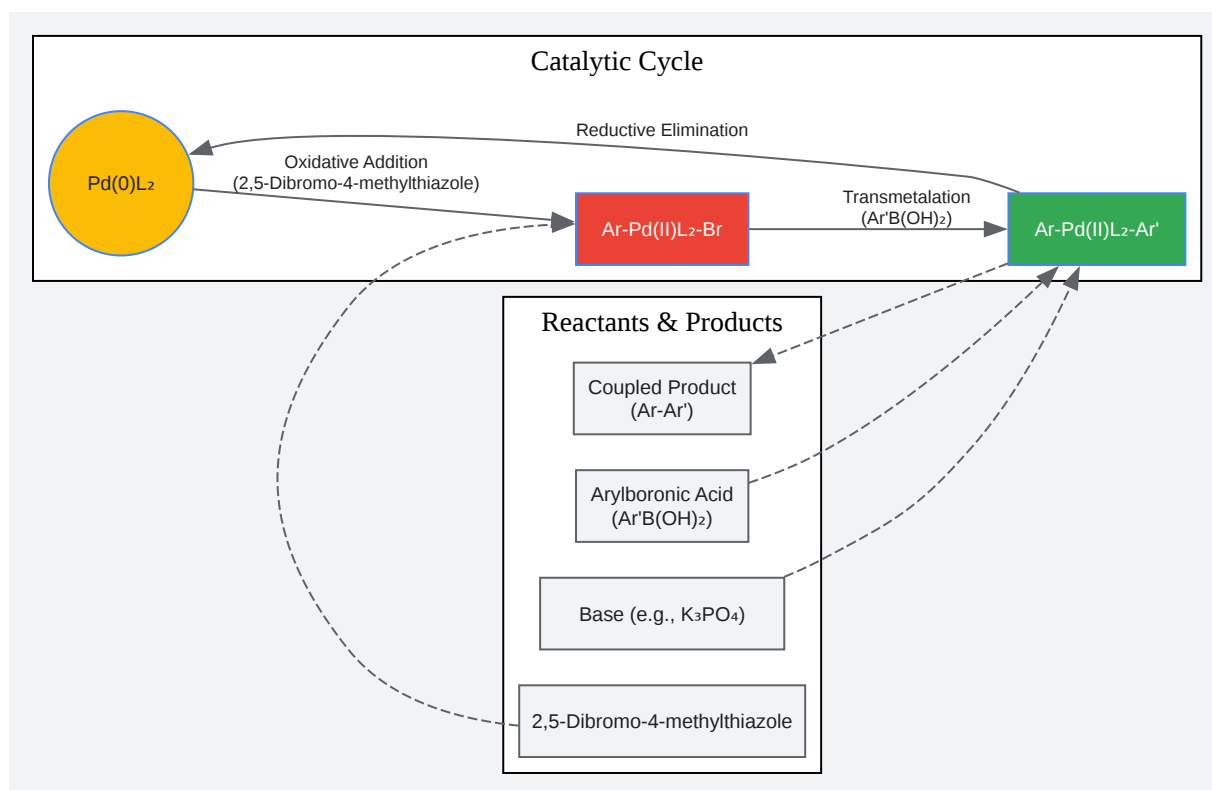 Catalytic Cycle
Reductive Elimination
Oxidative Addition
(2,5-Dibromo-4-methylthiazole)
Pd(0)L₂
Transmetalation
(Ar'B(OH)₂)
Ar-Pd(II)L₂-Br
Ar-Pd(II)L₂-Ar'
Reactants & Products
Coupled Product
(Ar-Ar')
Arylboronic Acid
(Ar'B(OH)₂)
Base (e.g., K₃PO₄)
2,5-Dibromo-4-methylthiazole